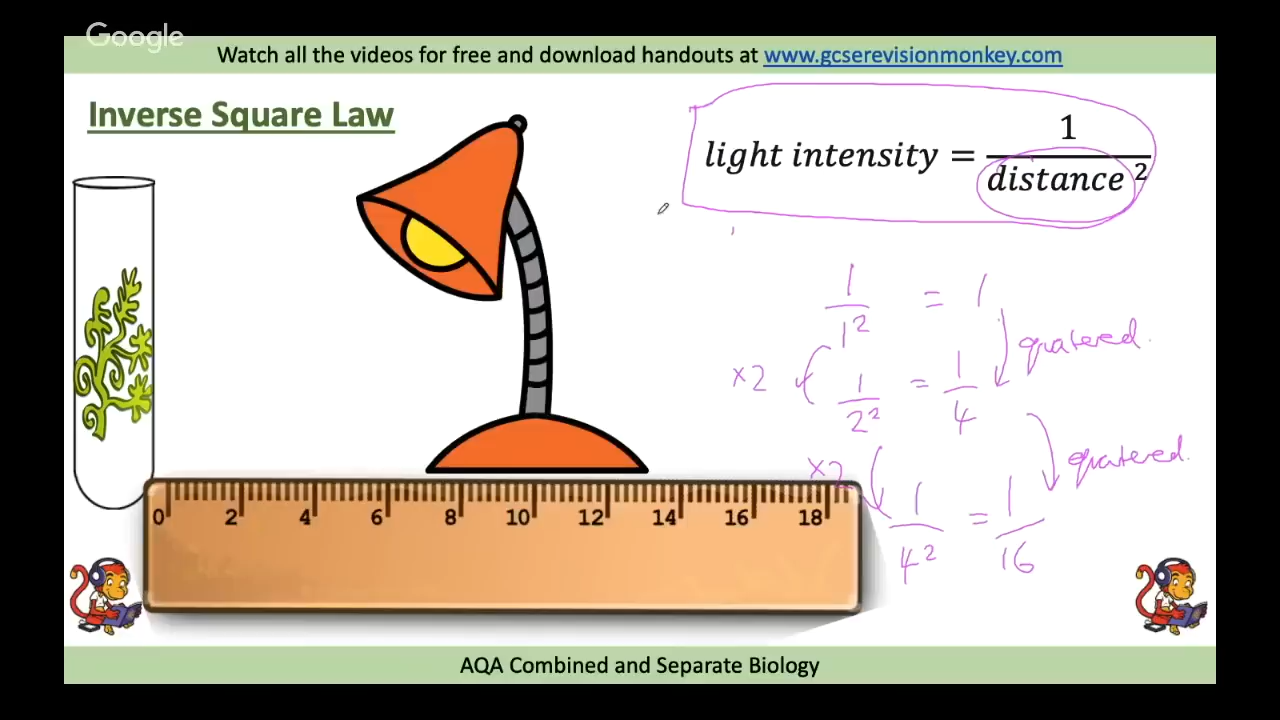 Google
Watch all the videos for free and download handouts at www.gcserevisionmonkey.com
Inverse Square Law
light intensity = 1 / distance ²
1 / 1² = 1
quatered.
×2 1 / 2² = 1 / 4
quatered.
×2 1 / 4² = 1 / 16
0 2 4 6 8 10 12 14 16 18
AQA Combined and Separate Biology